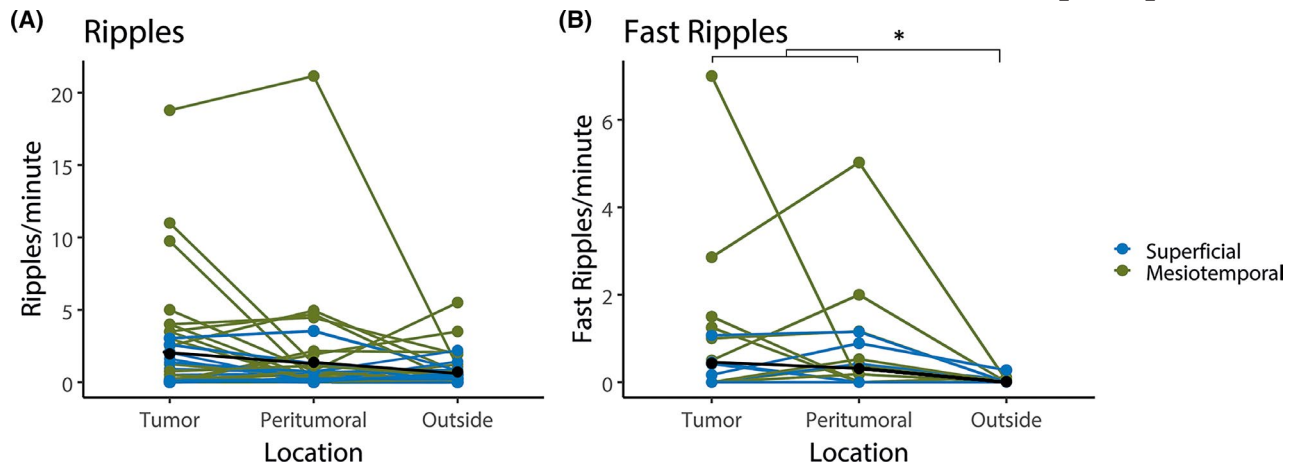 (A) Ripples
Ripples/minute
20
15
10
5
0
Tumor Peritumoral Outside
Location
(B) Fast Ripples
*
Fast Ripples/minute
6
4
2
0
Tumor Peritumoral Outside
Location
Superficial
Mesiotemporal